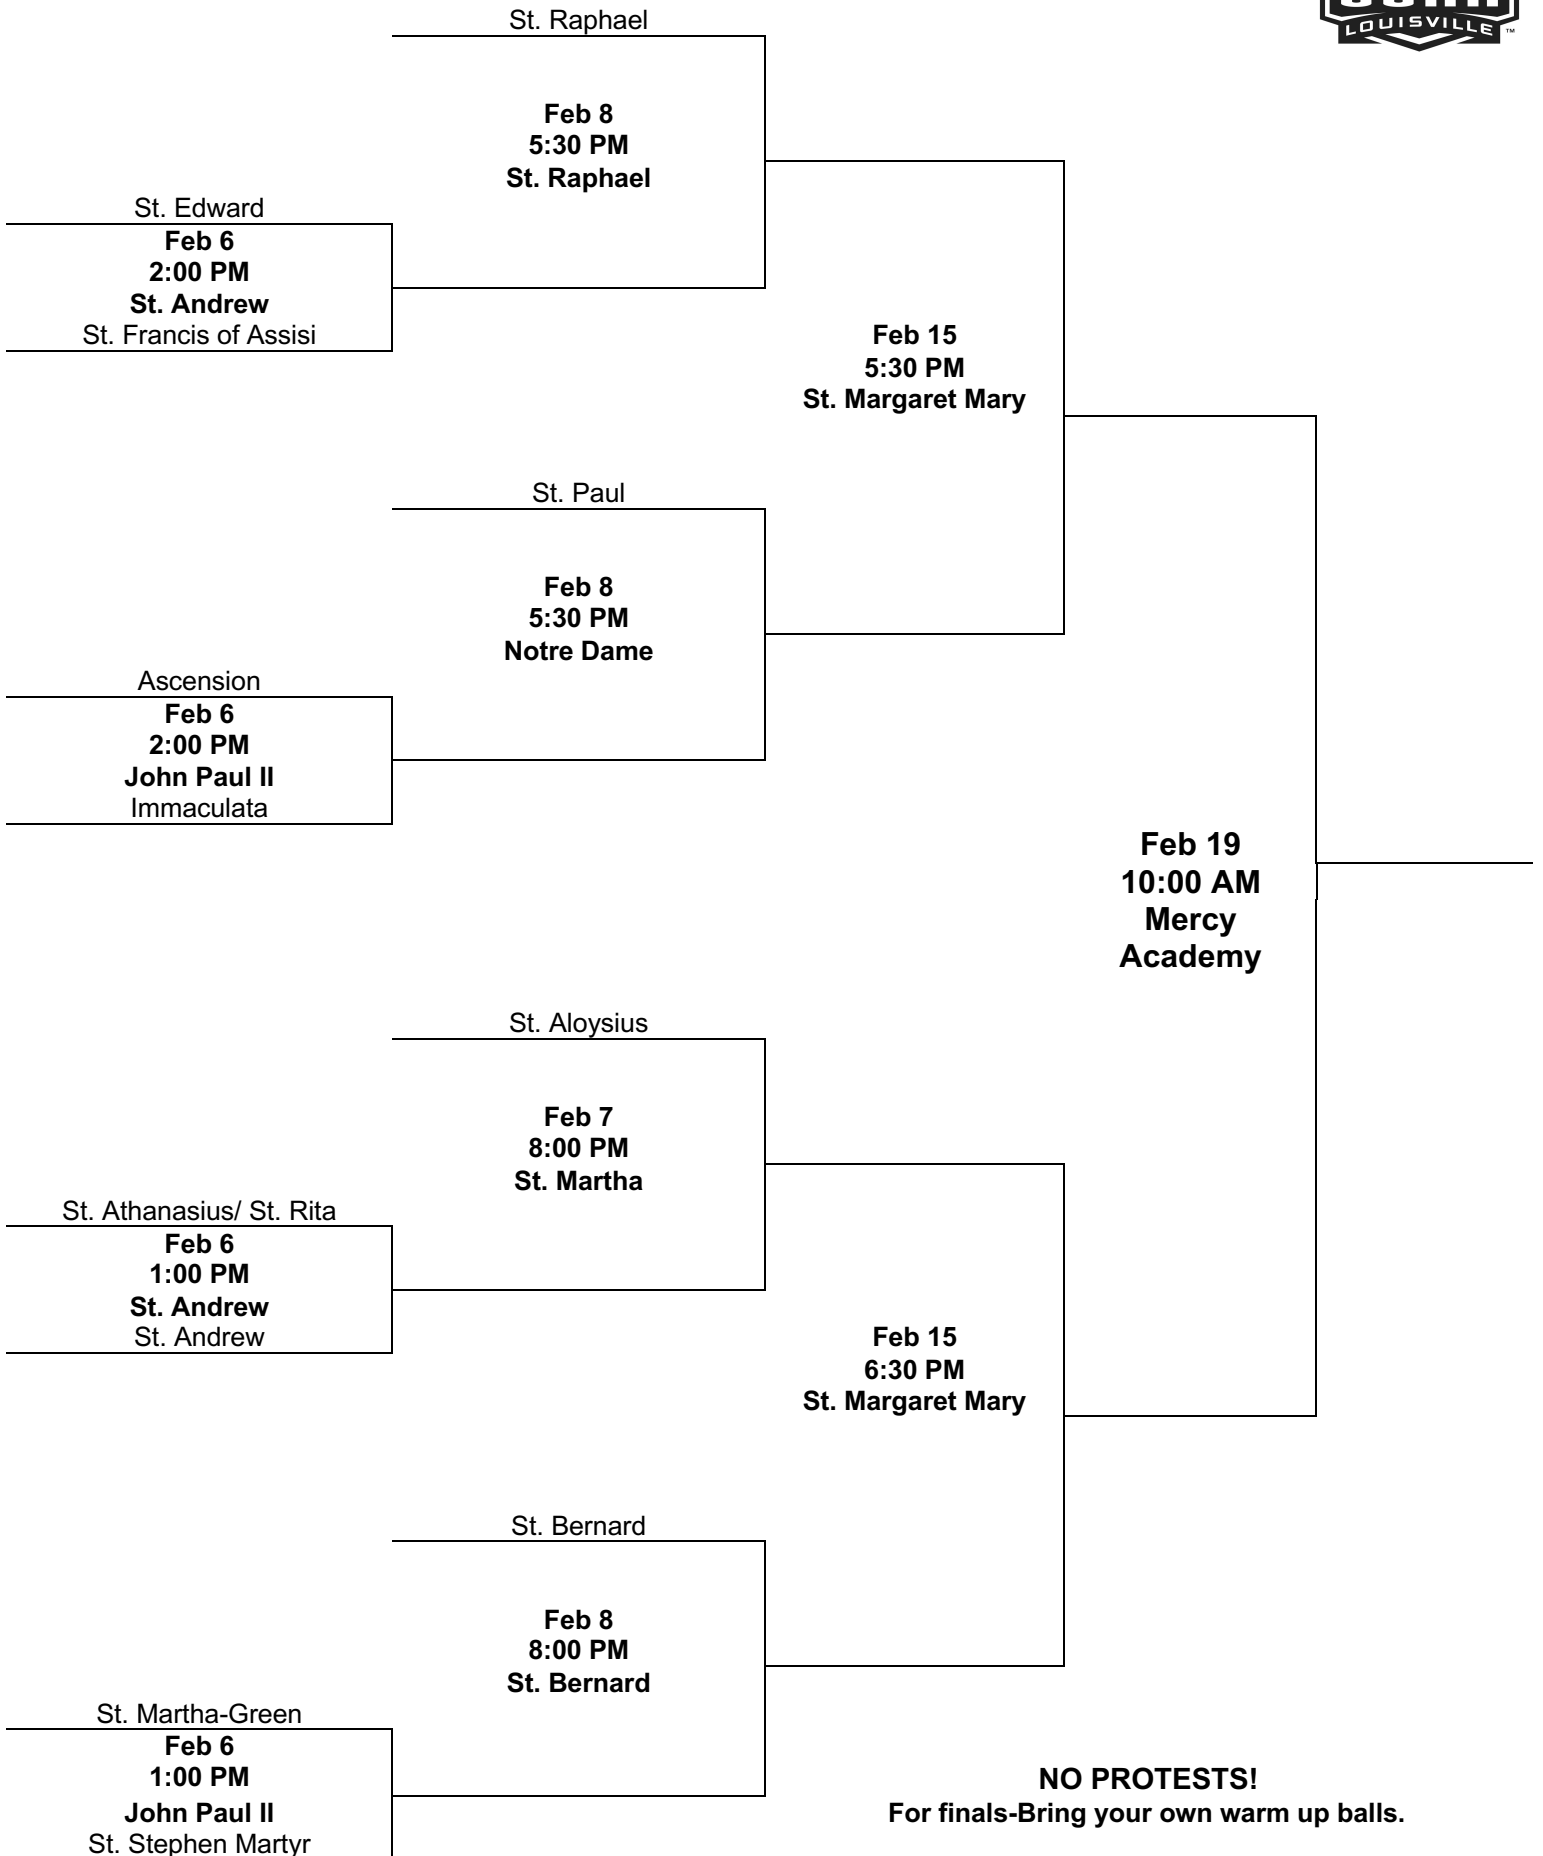 St. Raphael
LOUISVILLE ™
Feb 8
5:30 PM
St. Raphael
St. Edward
Feb 6
2:00 PM
St. Andrew
St. Francis of Assisi
Feb 15
5:30 PM
St. Margaret Mary
St. Paul
Feb 8
5:30 PM
Notre Dame
Ascension
Feb 6
2:00 PM
John Paul II
Immaculata
Feb 19
10:00 AM
Mercy
Academy
St. Aloysius
Feb 7
8:00 PM
St. Martha
St. Athanasius/ St. Rita
Feb 6
1:00 PM
St. Andrew
St. Andrew
Feb 15
6:30 PM
St. Margaret Mary
St. Bernard
Feb 8
8:00 PM
St. Bernard
St. Martha-Green
Feb 6
1:00 PM
John Paul II
St. Stephen Martyr
NO PROTESTS!
For finals-Bring your own warm up balls.